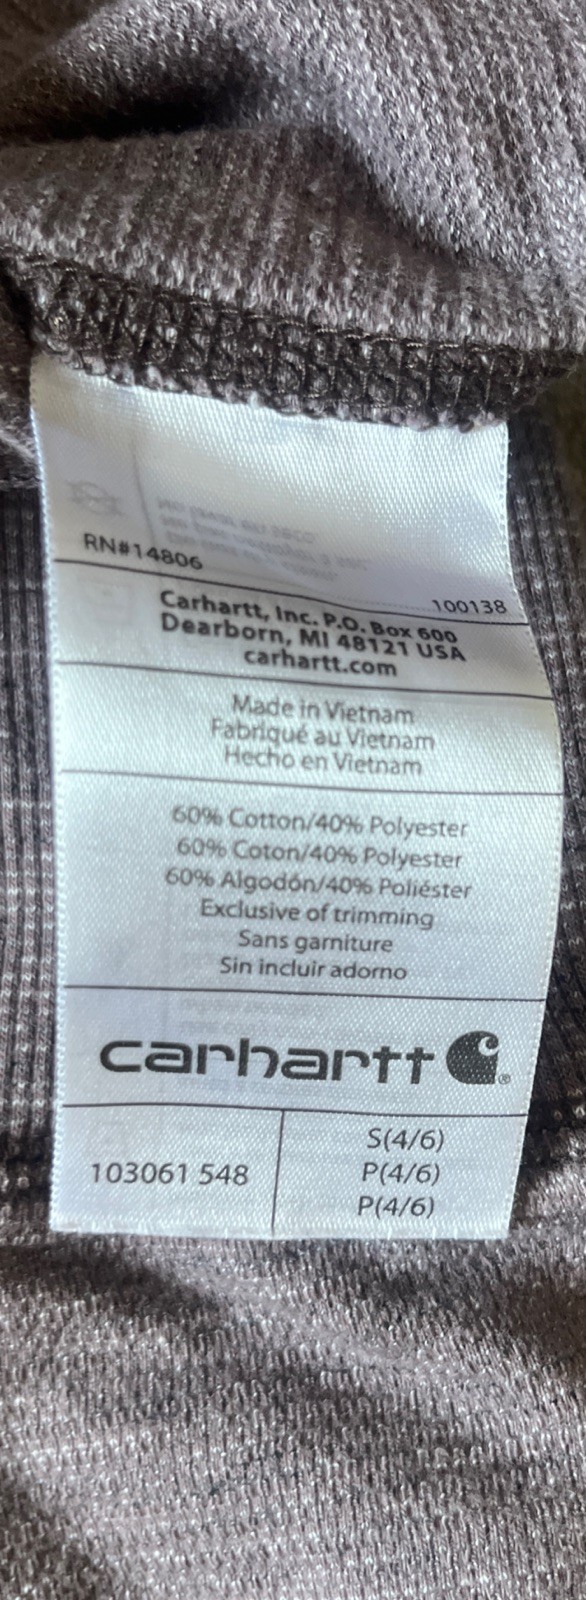 RN#14806
100138
Carhartt, Inc. P.O. Box 600
Dearborn, MI 48121 USA
carhartt.com
Made in Vietnam
Fabriqué au Vietnam
Hecho en Vietnam
60% Cotton/40% Polyester
60% Coton/40% Polyester
60% Algodón/40% Poliéster
Exclusive of trimming
Sans garniture
Sin incluir adorno
carhartt ®
103061 548
S(4/6)
P(4/6)
P(4/6)